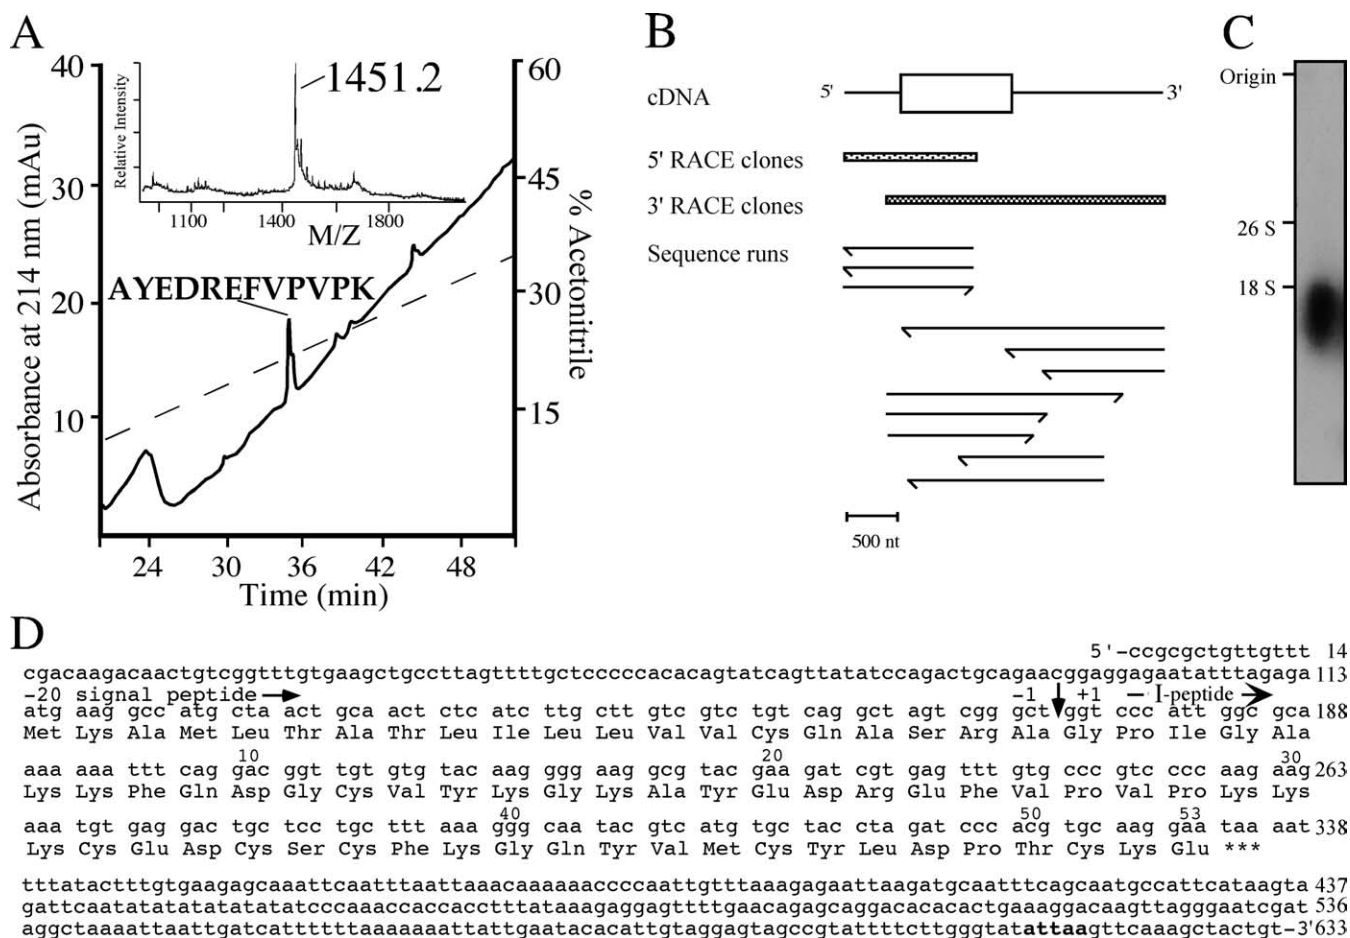 A
40
30
20
10
Absorbance at 214 nm (mAu)
60
45
30
15
% Acetonitrile
Relative Intensity
1451.2
1100
1400
1800
M/Z
AYEDREFVPVPK
24
30
36
42
48
Time (min)
B
cDNA
5'
3'
5' RACE clones
3' RACE clones
Sequence runs
500 nt
C
Origin
26 S
18 S
D
5'-ccgcgctgttgttt 14
cgacaagacaactgtcggtttgtgaagctgccttagttttgctcccccacacagtatcagttatatccagactgcagaacggaggagaatatttagaga 113
-20 signal peptide
-1
+1
I-peptide
atg aag gcc atg cta act gca act ctc atc ttg ctt gtc gtc tgt cag gct agt cgg gct ggt ccc att ggc gca 188
Met Lys Ala Met Leu Thr Ala Thr Leu Ile Leu Leu Val Val Cys Gln Ala Ser Arg Ala Gly Pro Ile Gly Ala
10 20 30
aaa aaa ttt cag gac ggt tgt gtg tac aag ggg aag gcg tac gaa gat cgt gag ttt gtg ccc gtc ccc aag aag 263
Lys Lys Phe Gln Asp Gly Cys Val Tyr Lys Gly Lys Ala Tyr Glu Asp Arg Glu Phe Val Pro Val Pro Lys Lys
40 50 53
aaa tgt gag gac tgc tcc tgc ttt aaa ggg caa tac gtc atg tgc tac cta gat ccc acg tgc aag gaa taa aat 338
Lys Cys Glu Asp Cys Ser Cys Phe Lys Gly Gln Tyr Val Met Cys Tyr Leu Asp Pro Thr Cys Lys Glu ***
tttatactttgtgaagagcaaattcaatttaattaaacaaaaaaccccaattgtttaaagagaattaagatgcaatttcagcaatgccattcataagta 437
gattcaatatatatatatatatcccaaaccaccacctttataaagaggagttttgaacagagcaggacacacactgaaaggacaagttagggaatcgat 536
aggctaaaattaattgatcatttttttaaaaaaattattgaatacacattgtaggagtagcgtattttcttgggtatattaagttcaaagctactgt-3' 633